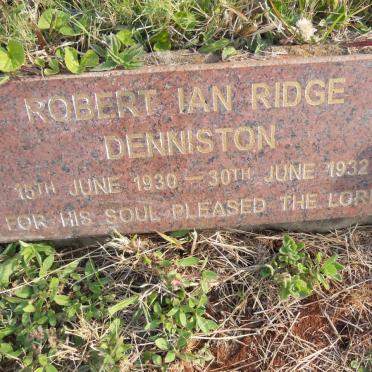 ROBERT IAN RIDGE
DENNISTON
15TH JUNE 1930 — 30TH JUNE 1932
FOR HIS SOUL PLEASED THE LORD